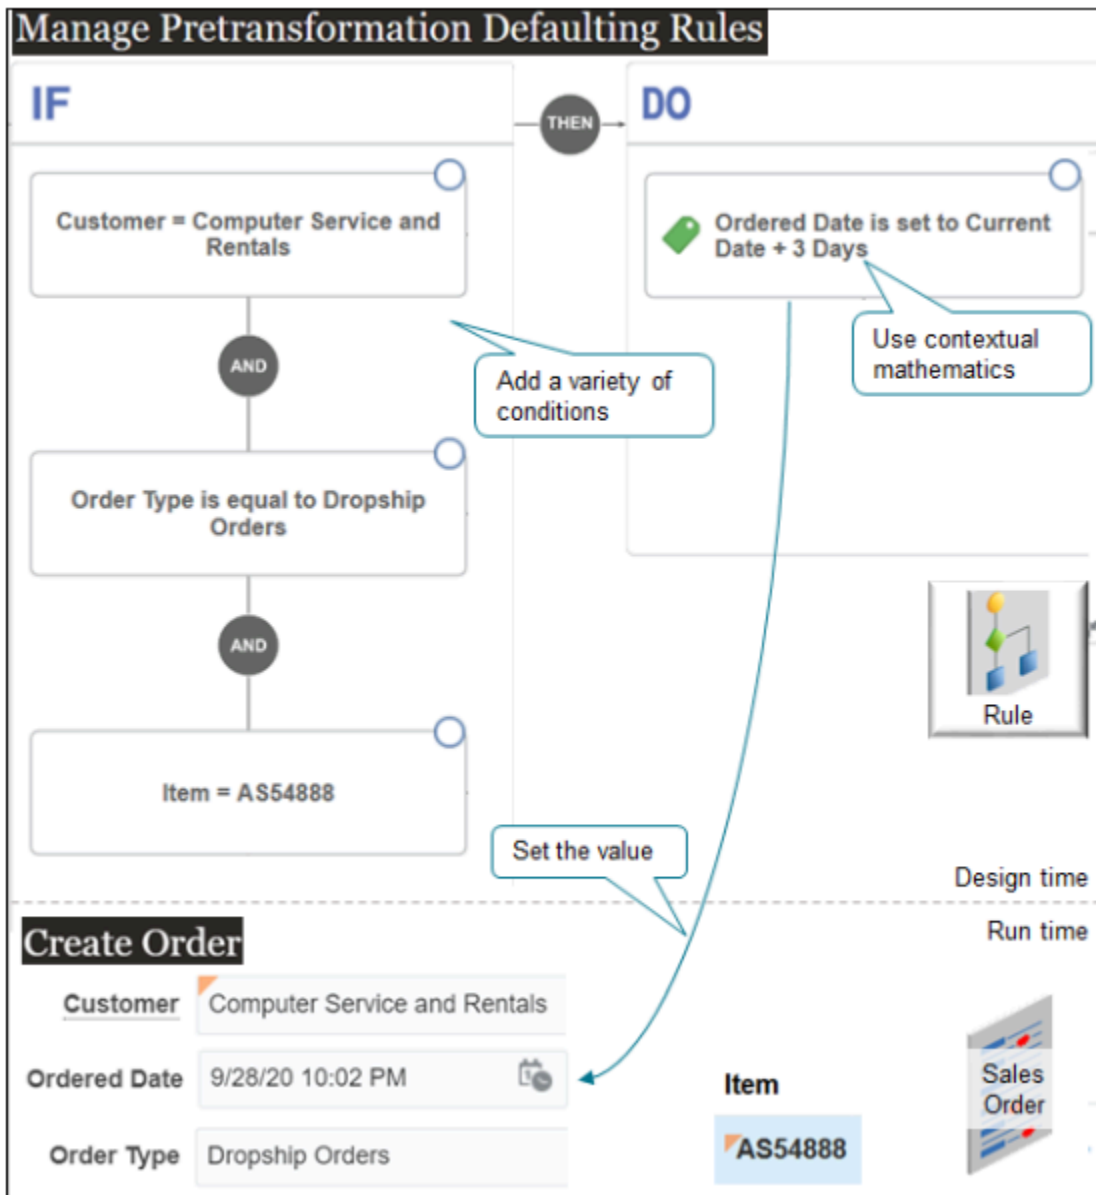 Manage Pretransformation Defaulting Rules
IF
THEN
DO
Customer = Computer Service and
Rentals
Ordered Date is set to Current
Date + 3 Days
Use contextual
mathematics
AND
Add a variety of
conditions
Order Type is equal to Dropship
Orders
AND
Rule
Item = AS54888
Set the value
Design time
Run time
Create Order
Customer
Computer Service and Rentals
Ordered Date
9/28/20 10:02 PM
Order Type
Dropship Orders
Item
AS54888
Sales
Order